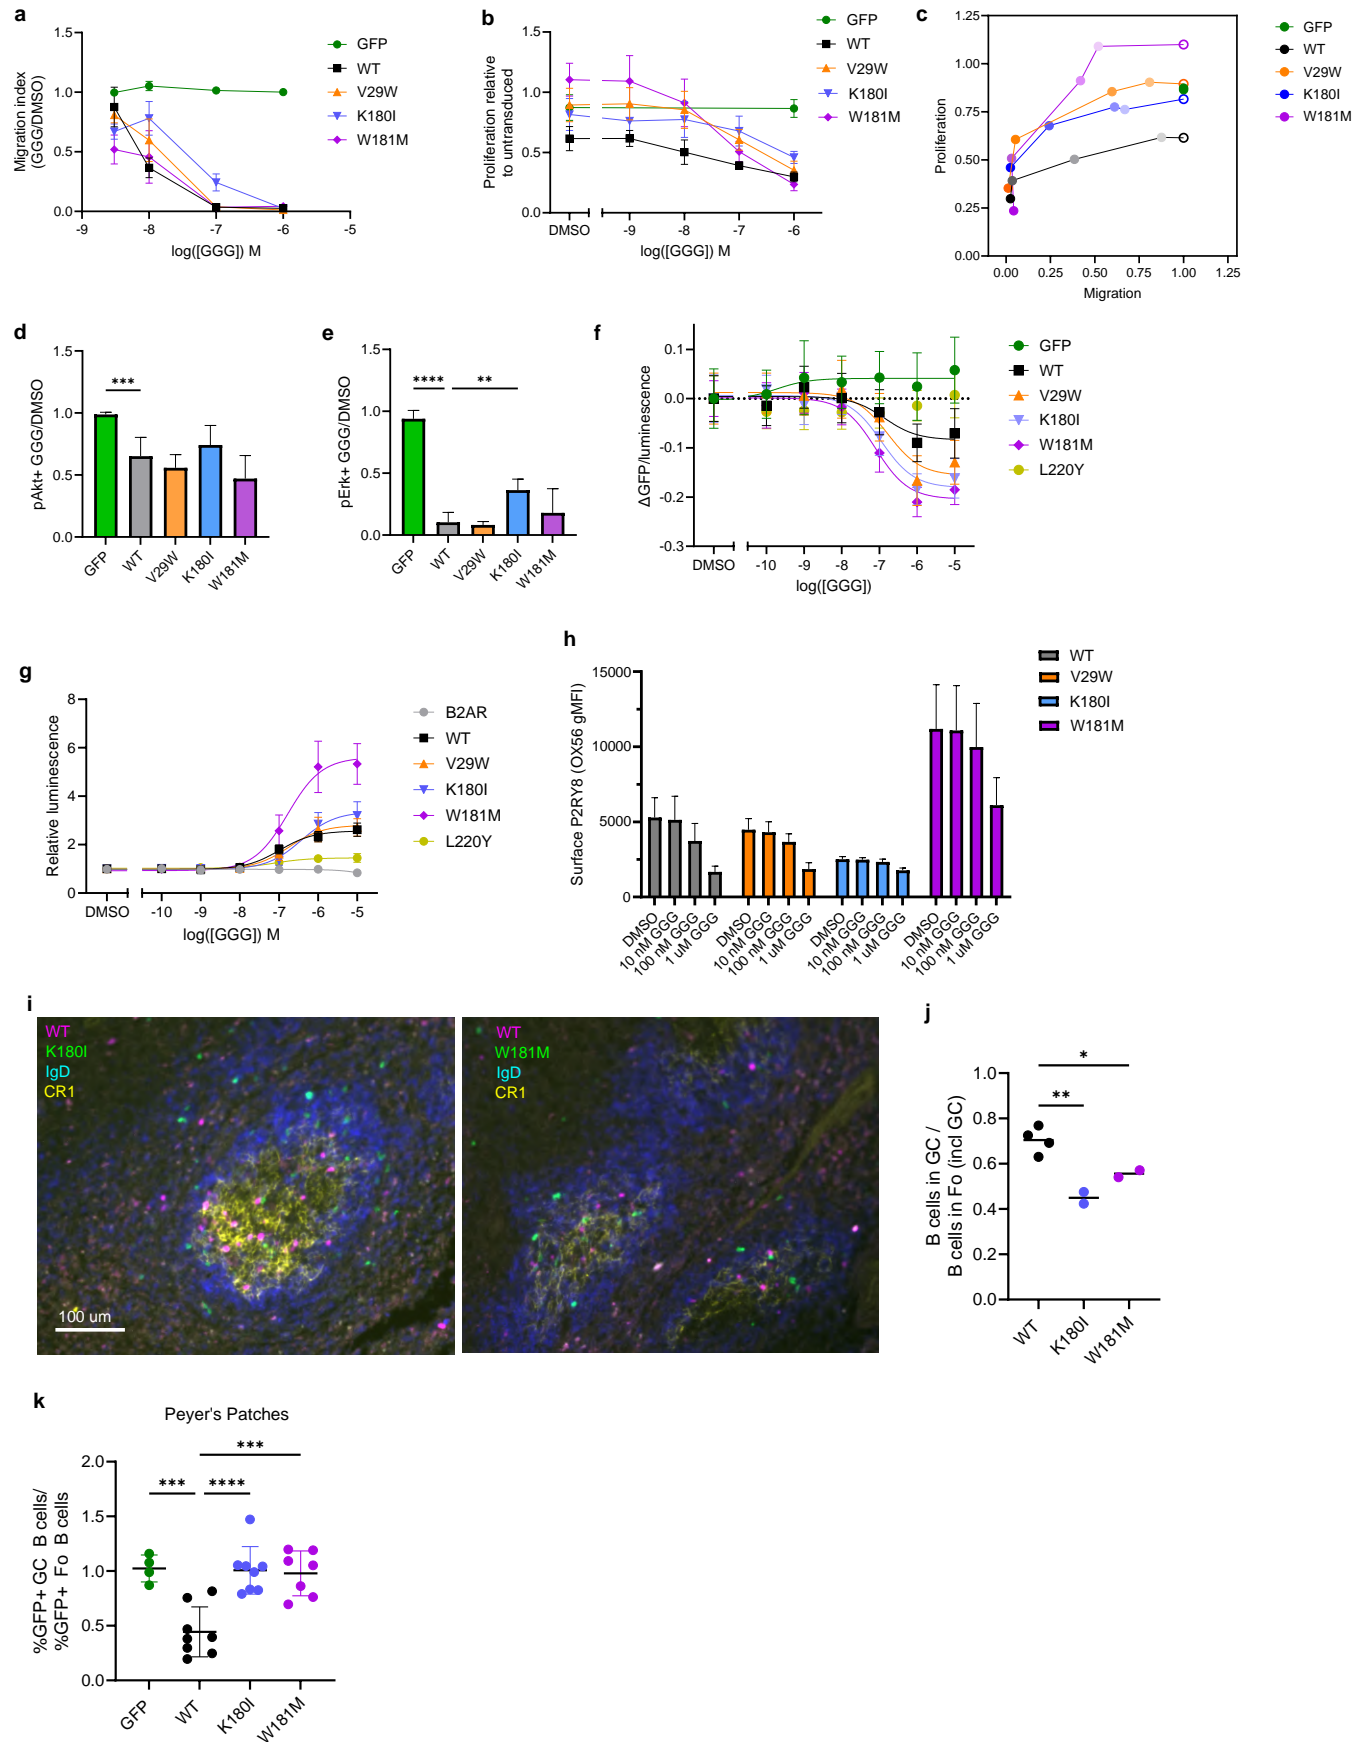 a
1.5
1.0
0.5
0.0
-9
-8
-7
-6
-5
Migration index
(GGG/DMSO)
log([GGG]) M
GFP
WT
V29W
K180I
W181M
b
1.5
1.0
0.5
0.0
DMSO
-9
-8
-7
-6
Proliferation relative
to untransduced
log([GGG]) M
GFP
WT
V29W
K180I
W181M
c
1.25
1.00
0.75
0.50
0.25
0.00
0.00
0.25
0.50
0.75
1.00
1.25
Proliferation
Migration
GFP
WT
V29W
K180I
W181M
d
1.5
1.0
0.5
0.0
pAkt+ GGG/DMSO
***
GFP
WT
V29W
K180I
W181M
e
1.5
1.0
0.5
0.0
pErk+ GGG/DMSO
****
**
GFP
WT
V29W
K180I
W181M
f
0.1
0.0
-0.1
-0.2
-0.3
DMSO
-10
-9
-8
-7
-6
-5
ΔGFP/luminescence
log([GGG])
GFP
WT
V29W
K180I
W181M
L220Y
g
8
6
4
2
0
DMSO
-10
-9
-8
-7
-6
-5
Relative luminescence
log([GGG]) M
B2AR
WT
V29W
K180I
W181M
L220Y
h
15000
10000
5000
0
Surface P2RY8 (OX56 gMFI)
DMSO
10 nM GGG
100 nM GGG
1 uM GGG
DMSO
10 nM GGG
100 nM GGG
1 uM GGG
DMSO
10 nM GGG
100 nM GGG
1 uM GGG
DMSO
10 nM GGG
100 nM GGG
1 uM GGG
WT
V29W
K180I
W181M
i
WT
K180I
IgD
CR1
100 um
WT
W181M
IgD
CR1
j
1.0
0.8
0.6
0.4
0.2
0.0
B cells in GC /
B cells in Fo (incl GC)
*
**
WT
K180I
W181M
k
Peyer's Patches
2.0
1.5
1.0
0.5
0.0
%GFP+ GC B cells/
%GFP+ Fo B cells
***
***
****
GFP
WT
K180I
W181M